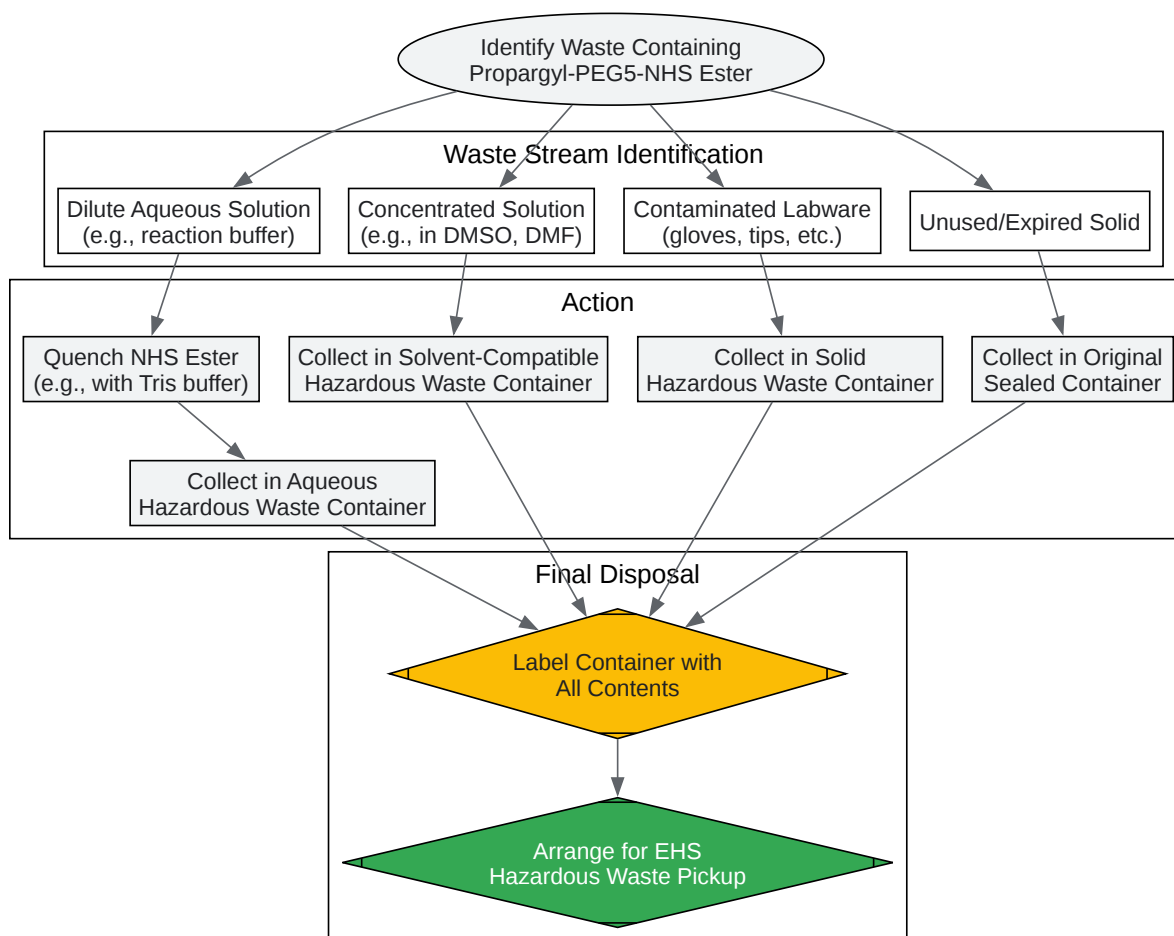 Identify Waste Containing
Propargyl-PEG5-NHS Ester
Waste Stream Identification
Dilute Aqueous Solution
(e.g., reaction buffer)
Concentrated Solution
(e.g., in DMSO, DMF)
Contaminated Labware
(gloves, tips, etc.)
Unused/Expired Solid
Action
Quench NHS Ester
(e.g., with Tris buffer)
Collect in Solvent-Compatible
Hazardous Waste Container
Collect in Solid
Hazardous Waste Container
Collect in Original
Sealed Container
Collect in Aqueous
Hazardous Waste Container
Final Disposal
Label Container with
All Contents
Arrange for EHS
Hazardous Waste Pickup